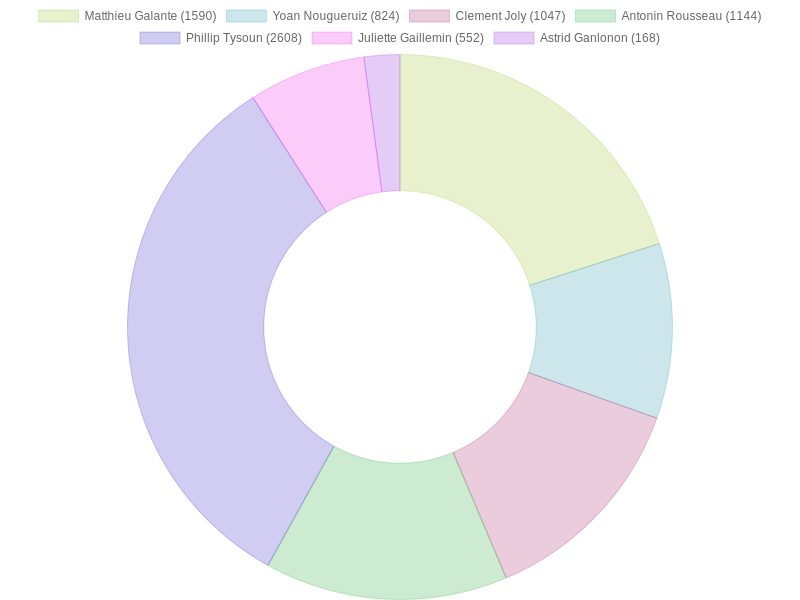 Matthieu Galante (1590) Yoan Nougueruiz (824) Clement Joly (1047) Antonin Rousseau (1144)
Phillip Tysoun (2608) Juliette Gaillemin (552) Astrid Ganlonon (168)